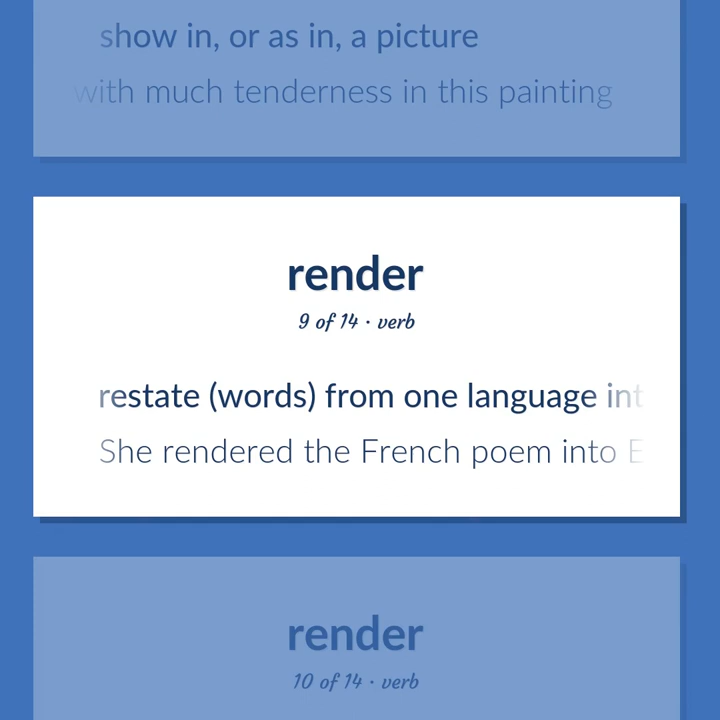 show in, or as in, a picture
with much tenderness in this painting
render
9 of 14 · verb
restate (words) from one language int
She rendered the French poem into E
render
10 of 14 · verb